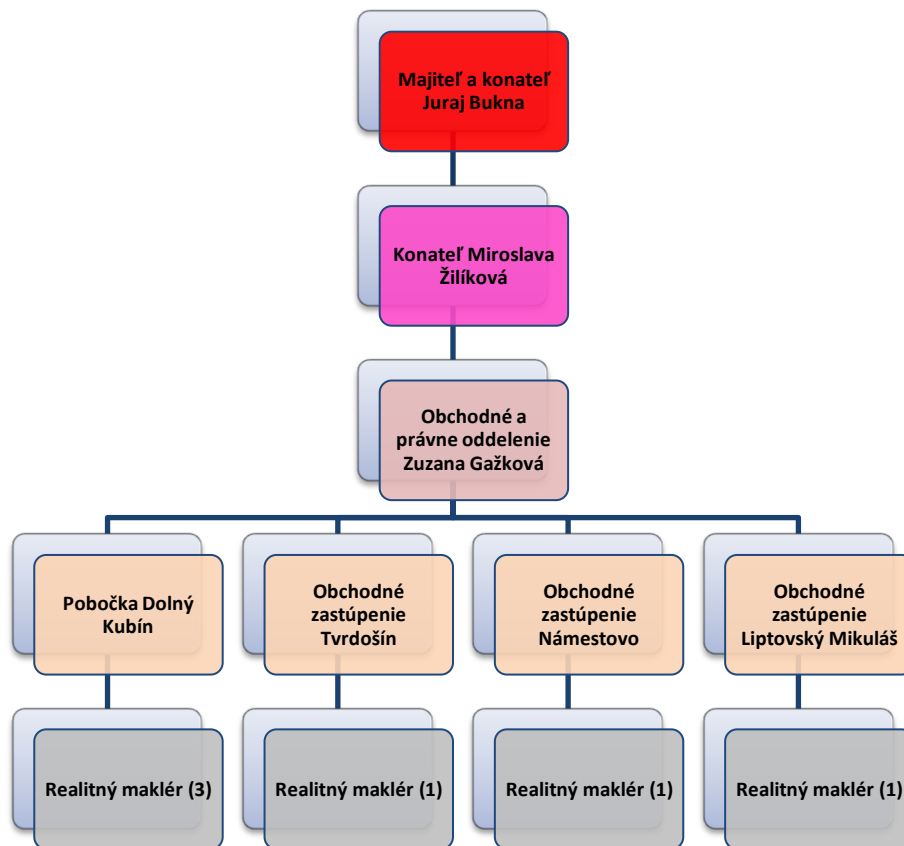 Majiteľ a konateľ
Juraj Bukna
Konateľ Miroslava
Žilíková
Obchodné a
právne oddelenie
Zuzana Gažková
Pobočka Dolný
Kubín
Obchodné
zastúpenie
Tvrdošín
Obchodné
zastúpenie
Námestovo
Obchodné
zastúpenie
Liptovský Mikuláš
Realitný maklér (3)
Realitný maklér (1)
Realitný maklér (1)
Realitný maklér (1)